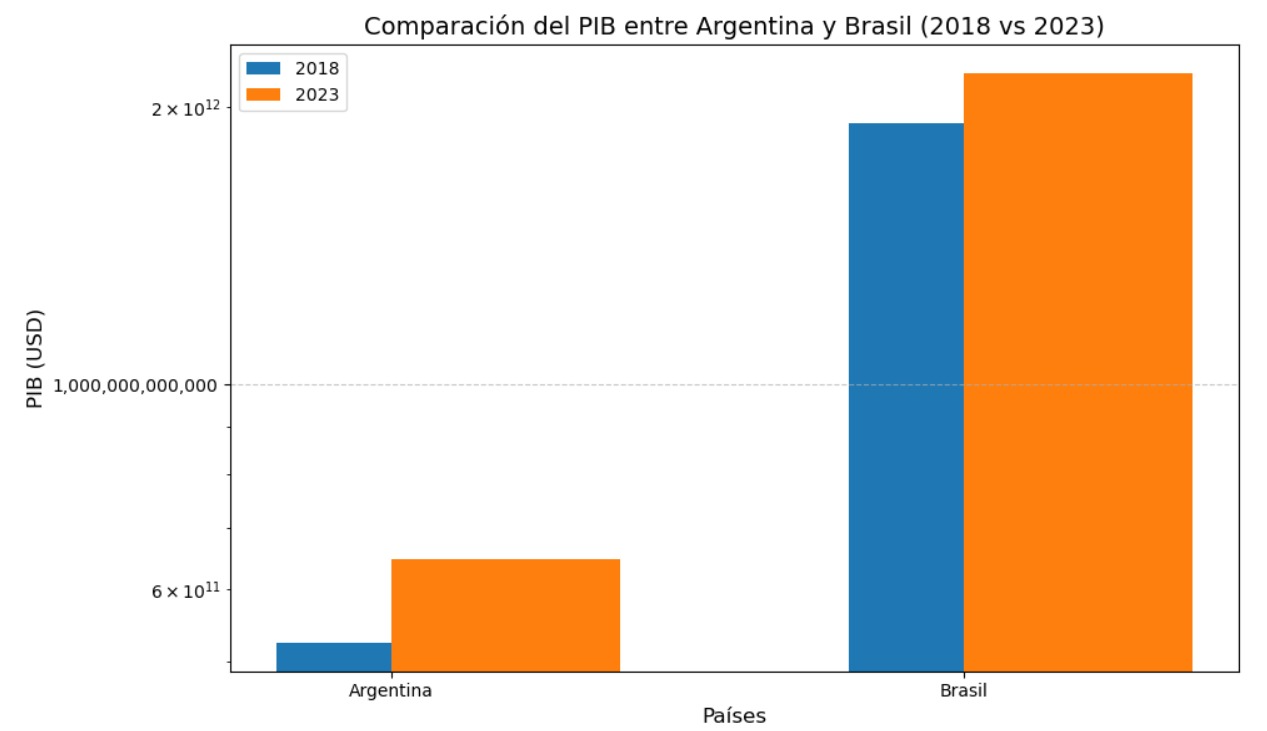 Comparación del PIB entre Argentina y Brasil (2018 vs 2023)
2018
2023
2 × 10¹²
1,000,000,000,000
6 × 10¹¹
PIB (USD)
Argentina
Brasil
Países